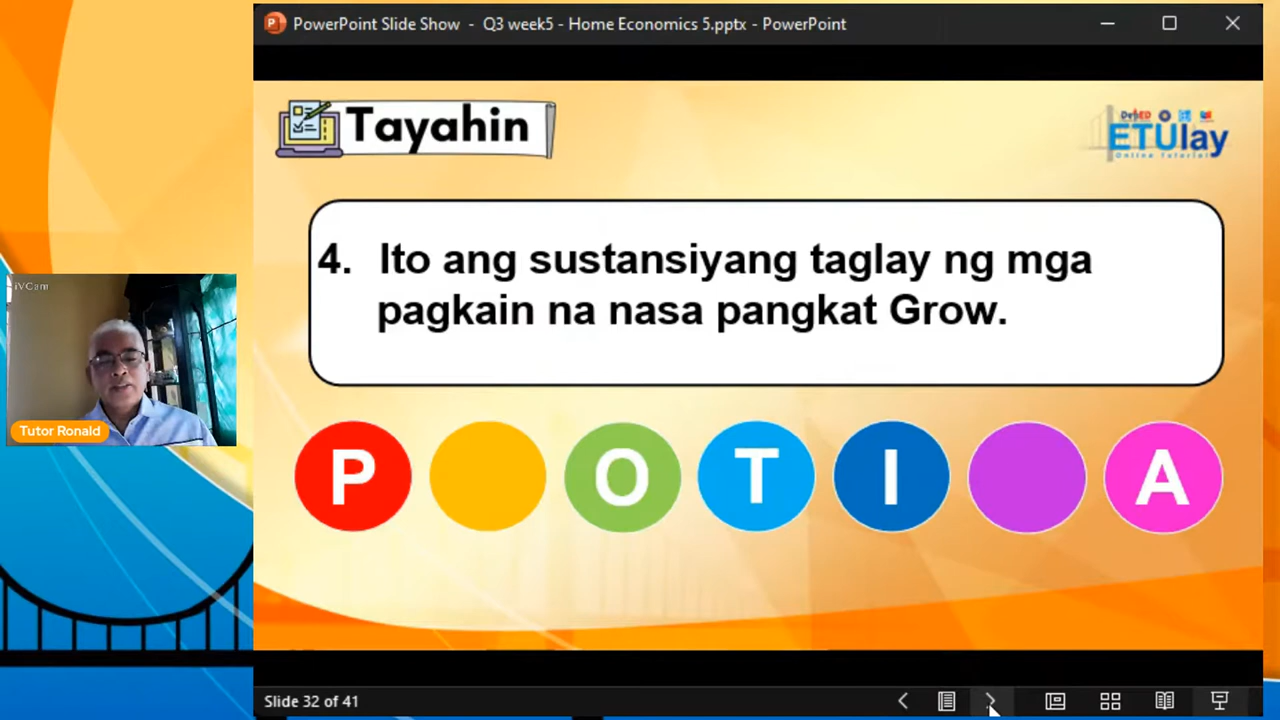 PowerPoint Slide Show - Q3 week5 - Home Economics 5.pptx - PowerPoint
Tayahin
DepED
ETUlay
Online Tutorial
4. Ito ang sustansiyang taglay ng mga
pagkain na nasa pangkat Grow.
iVCam
Tutor Ronald
P O T I A
Slide 32 of 41